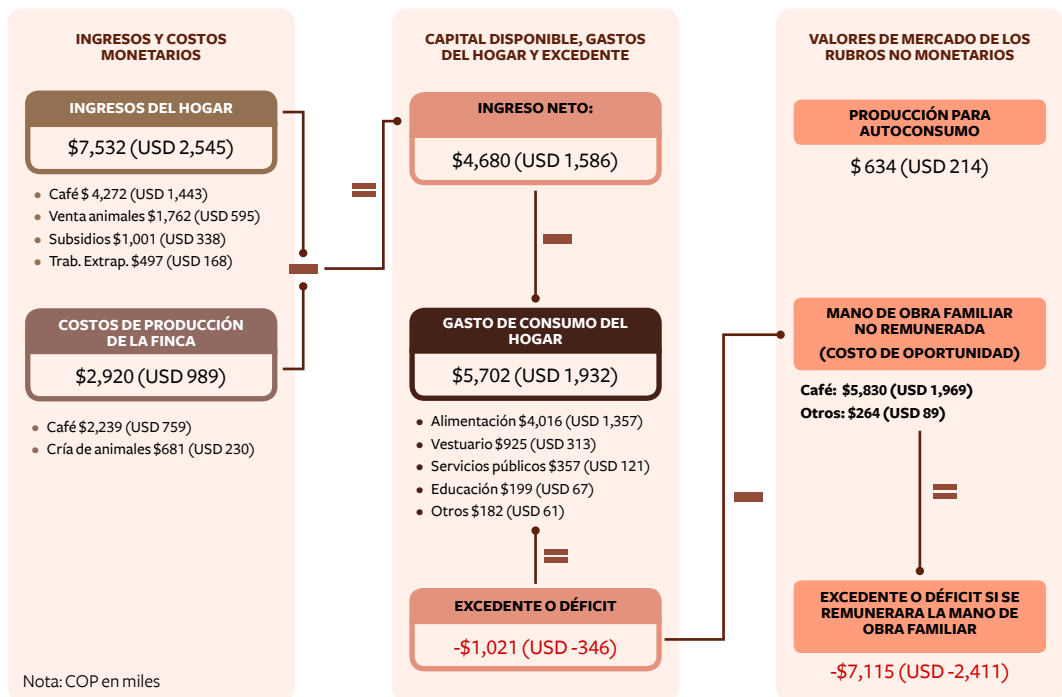 INGRESOS Y COSTOS
MONETARIOS
INGRESOS DEL HOGAR
$7,532 (USD 2,545)
• Café $ 4,272 (USD 1,443)
• Venta animales $1,762 (USD 595)
• Subsidios $1,001 (USD 338)
• Trab. Extrap. $497 (USD 168)
COSTOS DE PRODUCCIÓN
DE LA FINCA
$2,920 (USD 989)
• Café $2,239 (USD 759)
• Cría de animales $681 (USD 230)
Nota: COP en miles
CAPITAL DISPONIBLE, GASTOS
DEL HOGAR Y EXCEDENTE
INGRESO NETO:
$4,680 (USD 1,586)
GASTO DE CONSUMO DEL
HOGAR
$5,702 (USD 1,932)
• Alimentación $4,016 (USD 1,357)
• Vestuario $925 (USD 313)
• Servicios públicos $357 (USD 121)
• Educación $199 (USD 67)
• Otros $182 (USD 61)
EXCEDENTE O DÉFICIT
-$1,021 (USD -346)
VALORES DE MERCADO DE LOS
RUBROS NO MONETARIOS
PRODUCCIÓN PARA
AUTOCONSUMO
$ 634 (USD 214)
MANO DE OBRA FAMILIAR
NO REMUNERADA
(COSTO DE OPORTUNIDAD)
Café: $5,830 (USD 1,969)
Otros: $264 (USD 89)
EXCEDENTE O DÉFICIT SI SE
REMUNERARA LA MANO DE
OBRA FAMILIAR
-$7,115 (USD -2,411)